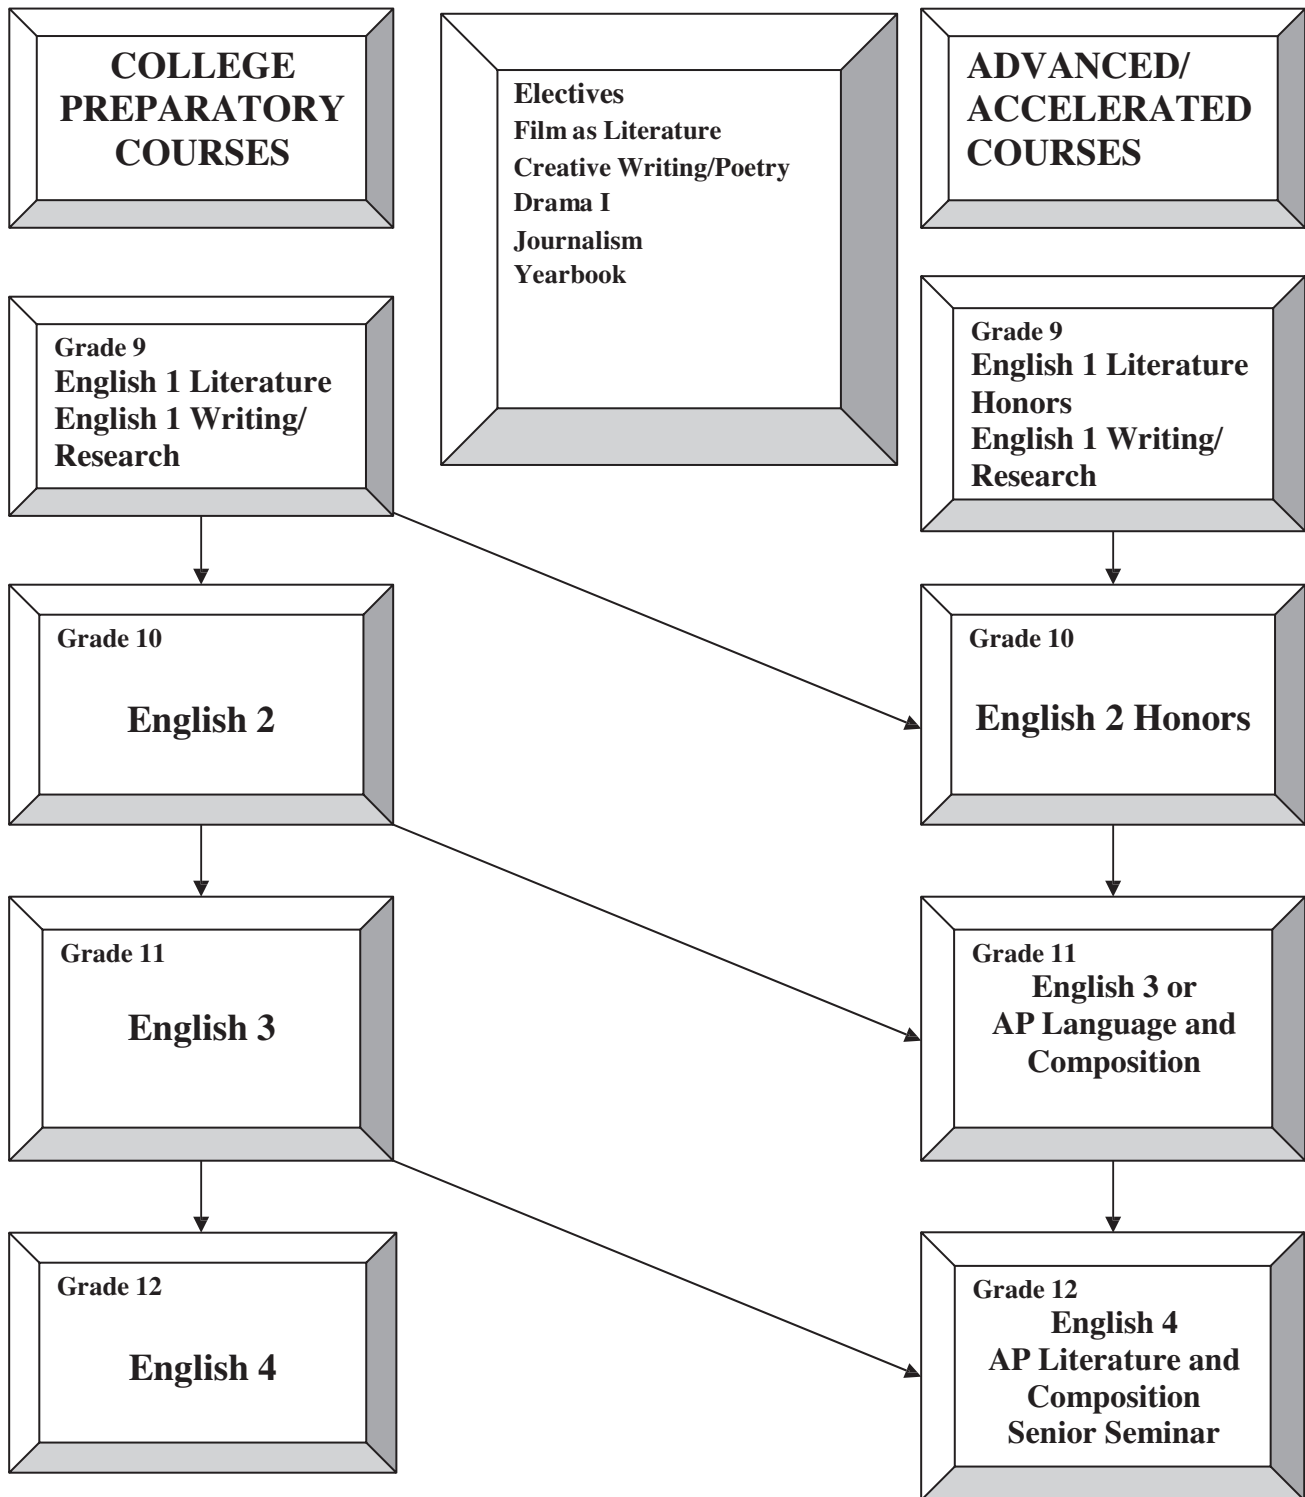 COLLEGE
PREPARATORY
COURSES
Electives
Film as Literature
Creative Writing/Poetry
Drama I
Journalism
Yearbook
ADVANCED/
ACCELERATED
COURSES
Grade 9
English 1 Literature
English 1 Writing/
Research
Grade 9
English 1 Literature
Honors
English 1 Writing/
Research
Grade 10
English 2
Grade 10
English 2 Honors
Grade 11
English 3
Grade 11
English 3 or
AP Language and
Composition
Grade 12
English 4
Grade 12
English 4
AP Literature and
Composition
Senior Seminar